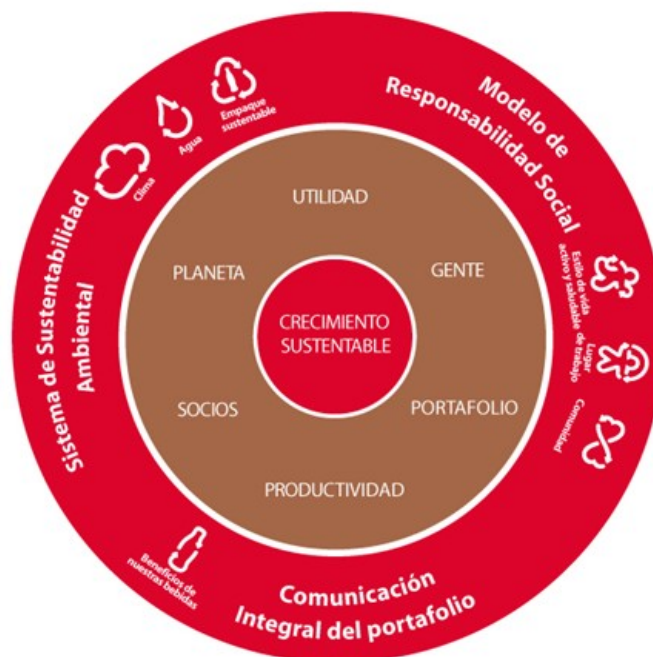 Modelo de
Responsabilidad Social
Estilo de vida
activo y saludable
Lugar
de trabajo
Comunidad
Comunicación
Integral del portafolio
Beneficios de
nuestras bebidas
Sistema de Sustentabilidad
Ambiental
Clima
Agua
Empaque
sustentable
UTILIDAD
PLANETA
GENTE
CRECIMIENTO
SUSTENTABLE
SOCIOS
PORTAFOLIO
PRODUCTIVIDAD